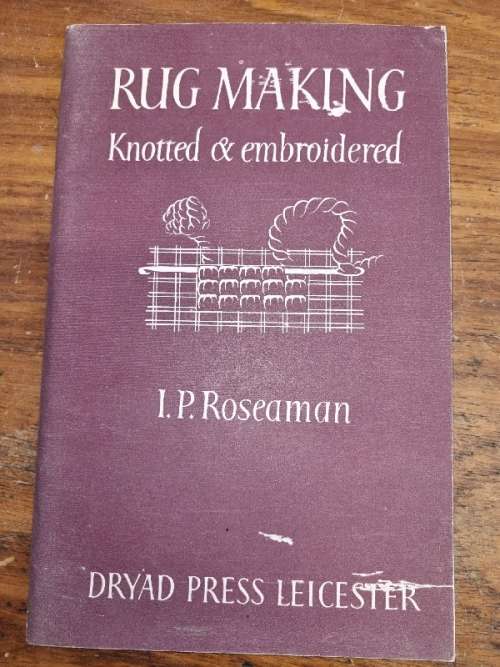 RUG MAKING
Knotted & embroidered
I.P. Roseaman
DRYAD PRESS LEICESTER